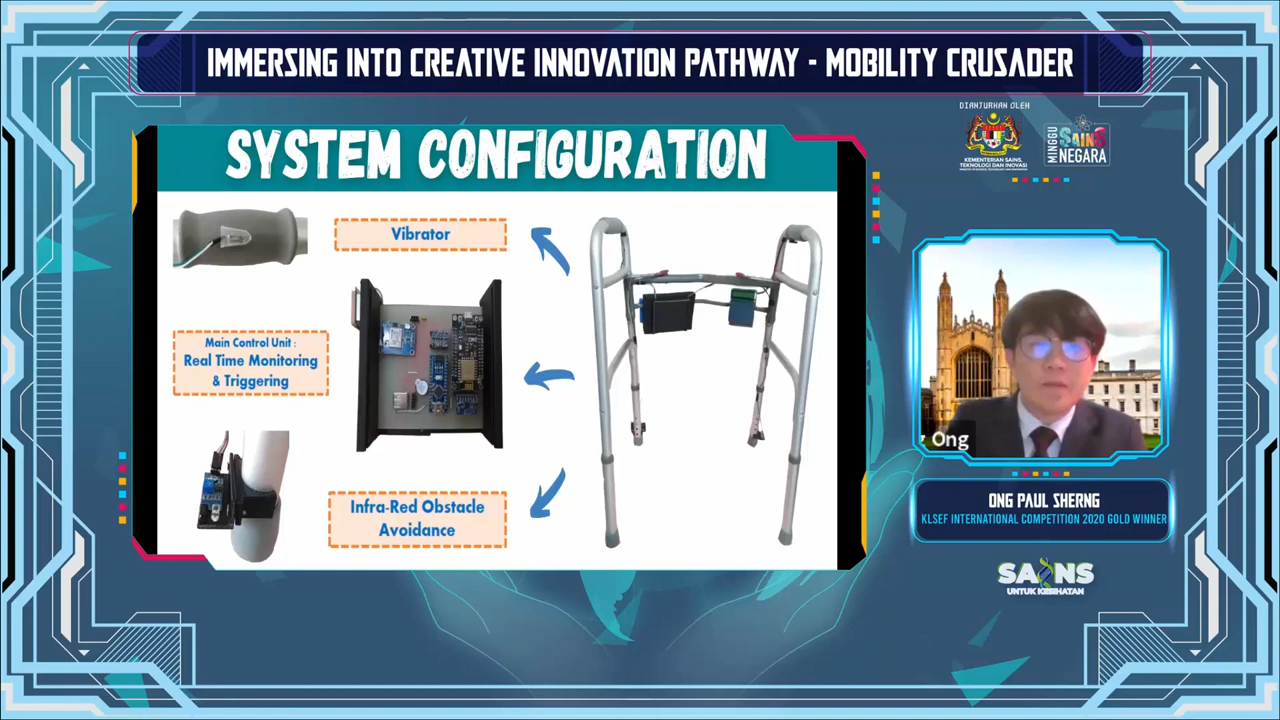 IMMERSING INTO CREATIVE INNOVATION PATHWAY - MOBILITY CRUSADER
DIANJURKAN OLEH
KEMENTERIAN SAINS,
TEKNOLOGI DAN INOVASI
MINGGU
SAINS
NEGARA
SYSTEM CONFIGURATION
Vibrator
Main Control Unit :
Real Time Monitoring
& Triggering
Infra-Red Obstacle
Avoidance
Ong
ONG PAUL SHERNG
KLSEF INTERNATIONAL COMPETITION 2020 GOLD WINNER
SAINS
UNTUK KESIHATAN